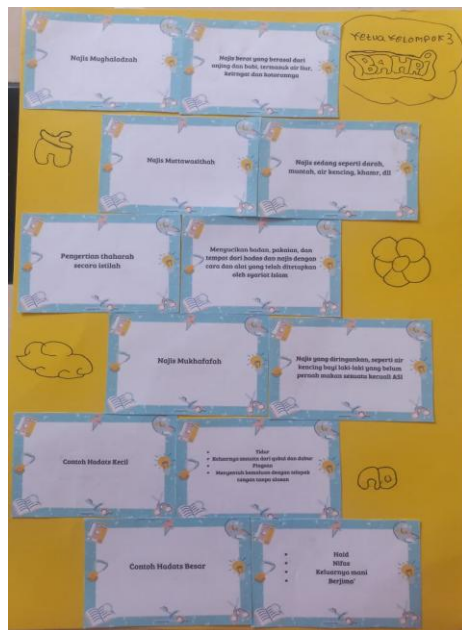 Ketua Kelompok 3
BAHRI
Najis Mughaladzah
Najis berat yang berasal dari
anjing dan babi, termasuk air liur,
keringat dan kotorannya
Najis Muttawasithah
Najis sedang seperti darah,
muntah, air kencing, khamr, dll
Pengertian thaharah
secara istilah
Mengucikan badan, pakaian, dan
tempat dari hadas dan najis dengan
cara dan alat yang telah ditetapkan
oleh syariat Islam
Najis Mukhafafah
Najis yang diringankan, seperti air
kencing bayi laki-laki yang belum
pernah makan sesuatu kecuali ASI
Contoh Hadats Kecil
Tidur
Keluarnya sesuatu dari qubul dan dubur
Pingsan
Menyentuh kemaluan dengan telapak
tangan tanpa alasan
Contoh Hadats Besar
Haid
Nifas
Keluarnya mani
Berjima'